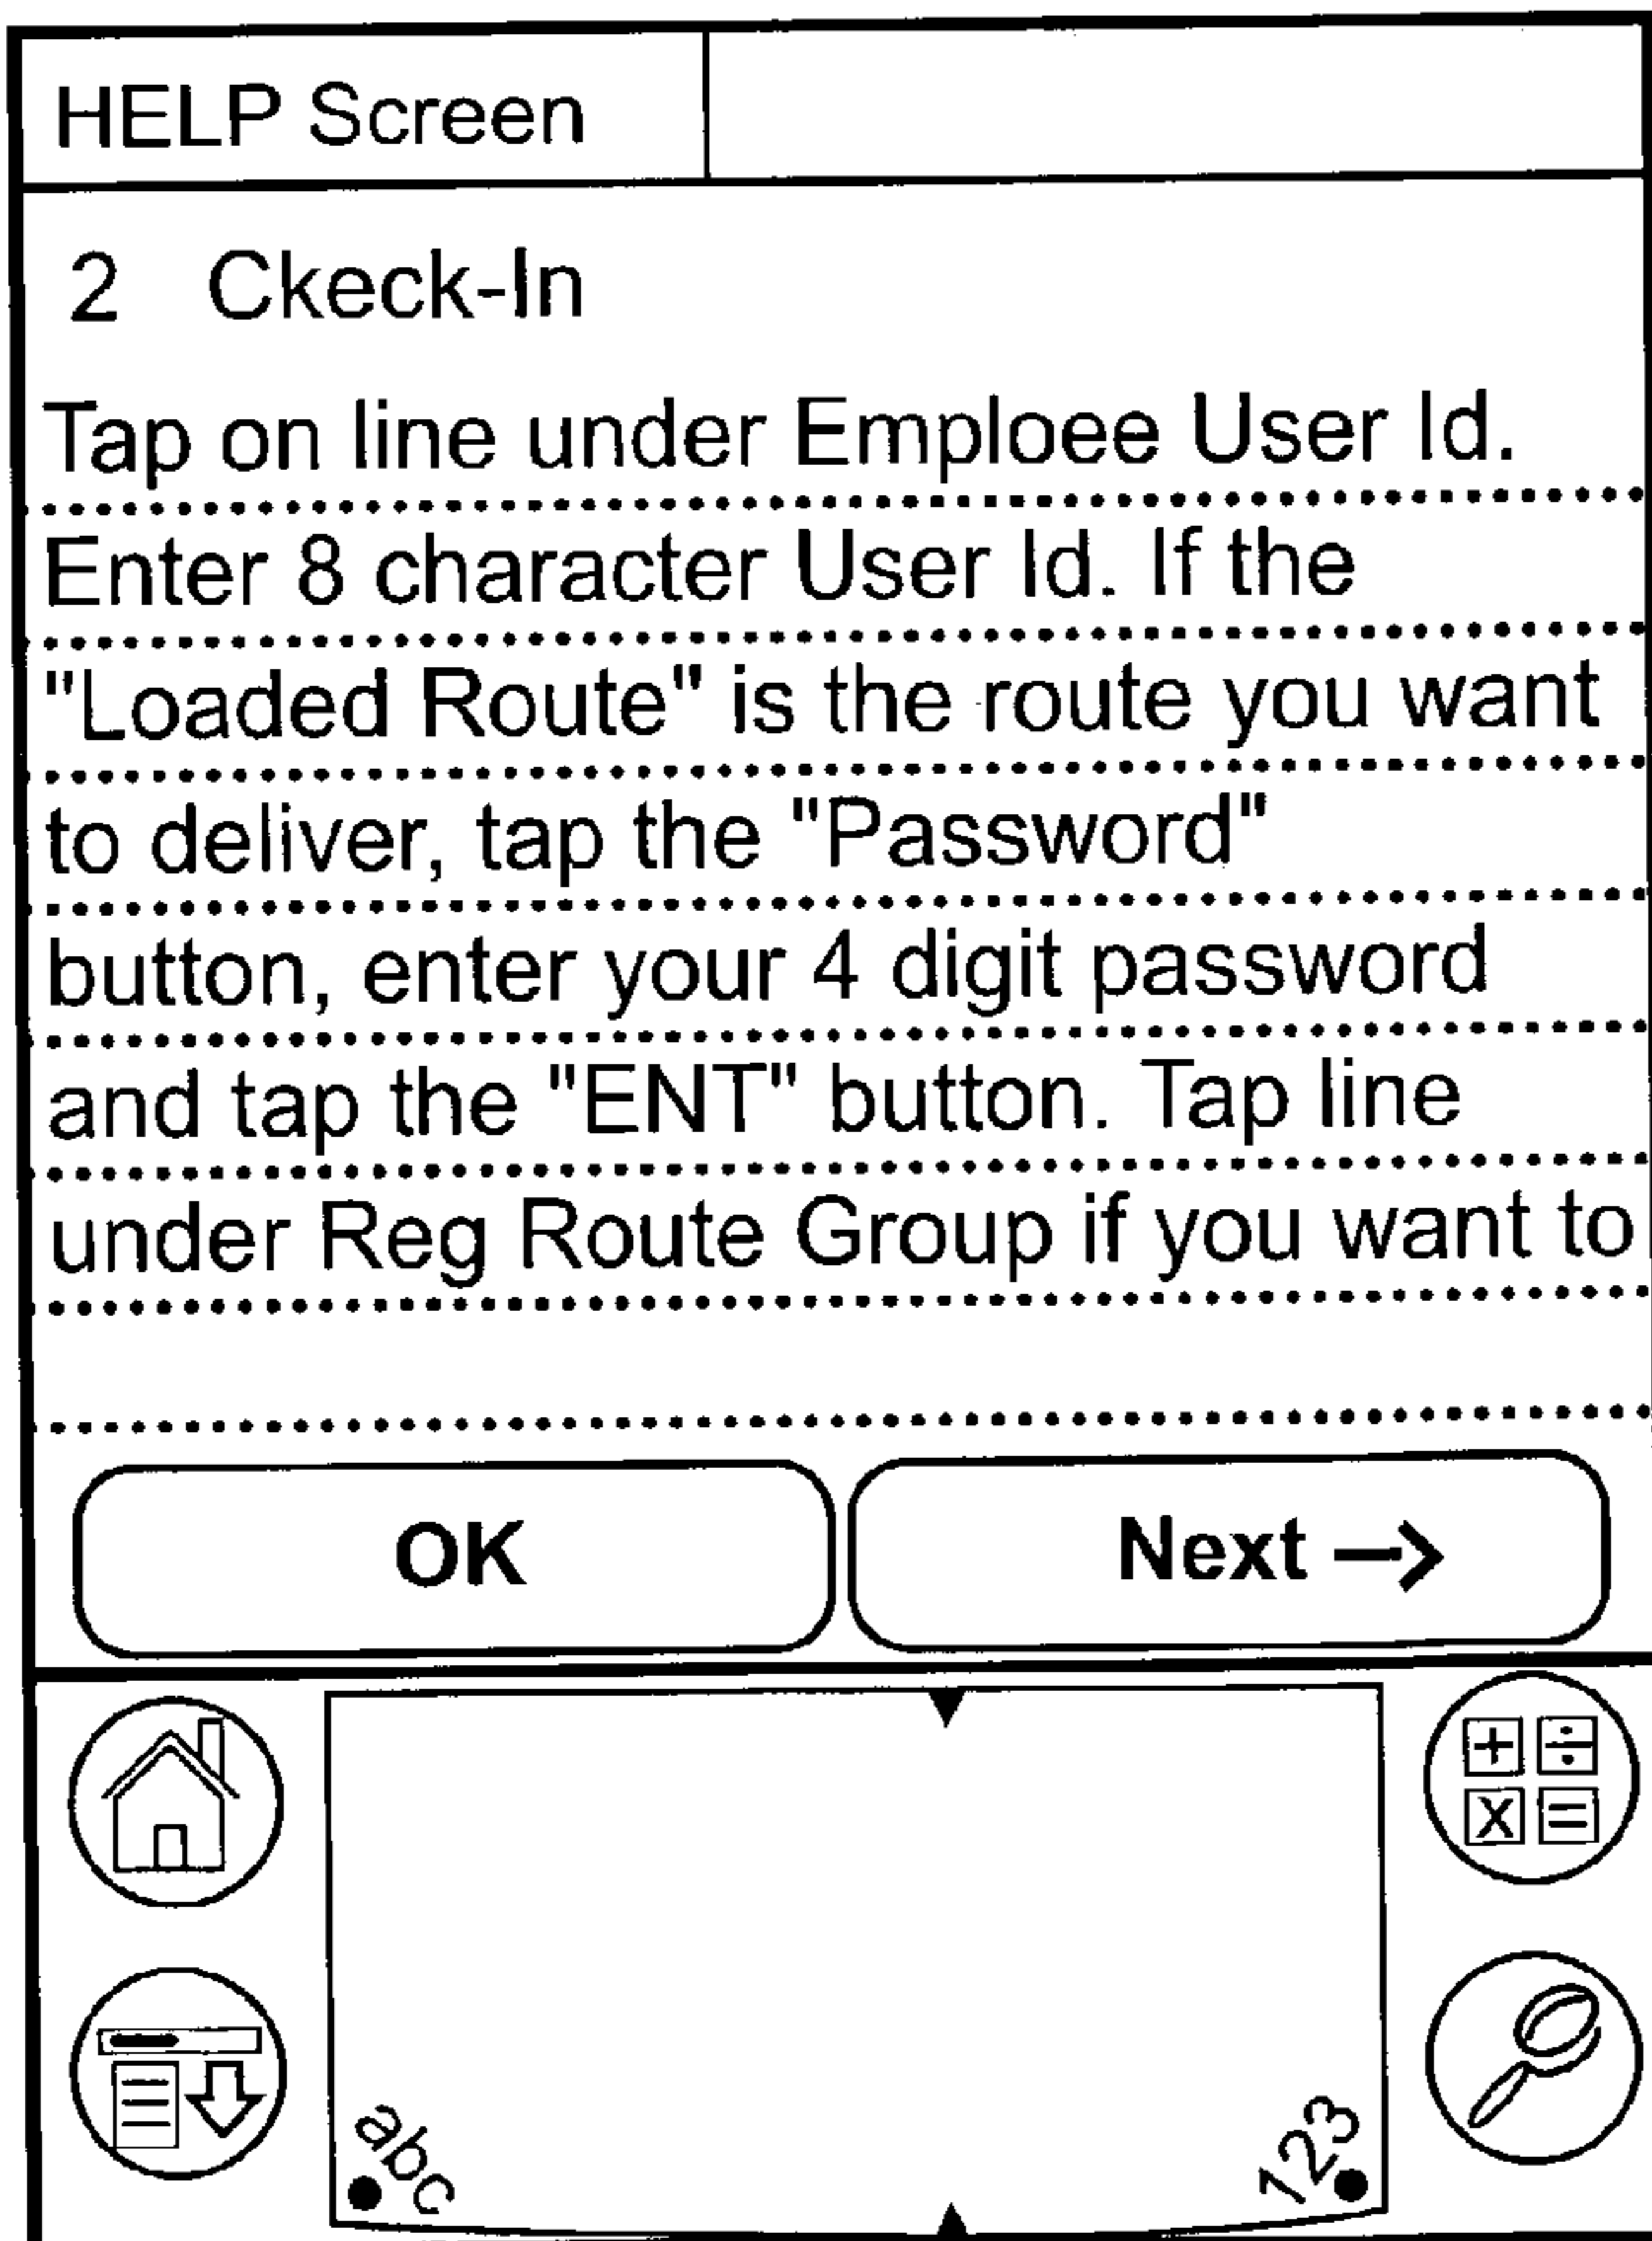 HELP Screen
2 Ckeck-In
Tap on line under Emploee User Id.
Enter 8 character User Id. If the
"Loaded Route" is the route you want
to deliver, tap the "Password"
button, enter your 4 digit password
and tap the "ENT" button. Tap line
under Reg Route Group if you want to
OK
Next →
+ ÷
X =
abc
123